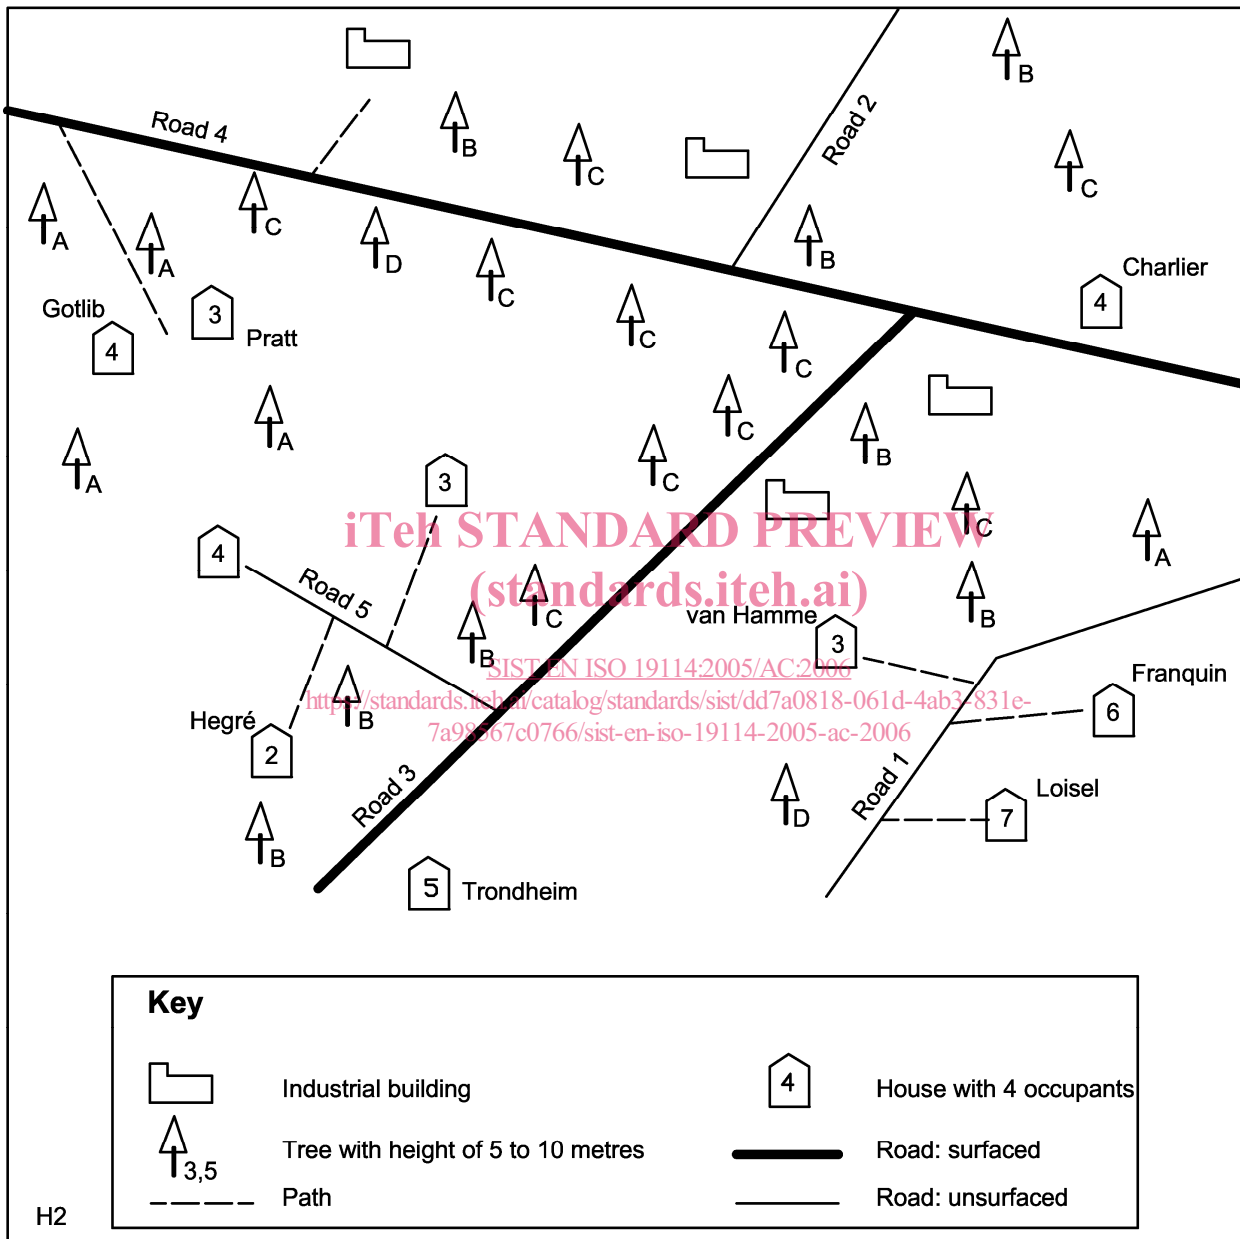 B
Road 4
B
C
Road 2
C
A
A
C
D
C
B
Charlier
4
Gotlib
3
Pratt
4
C
C
C
A
A
C
B
C
3
4
iTeh STANDARD PREVIEW
C
A
(standards.iteh.ai)
Road 5
C
B
van Hamme
3
B
SIST EN ISO 19114:2005/AC:2006
https://standards.iteh.ai/catalog/standards/sist/dd7a0818-061d-4ab3-831e-
7a98567c0766/sist-en-iso-19114-2005-ac-2006
Franquin
6
Hegré
2
B
Road 3
D
Road 1
Loisel
7
B
5
Trondheim
Key
Industrial building
4
House with 4 occupants
3,5
Tree with height of 5 to 10 metres
Road: surfaced
Path
Road: unsurfaced
H2